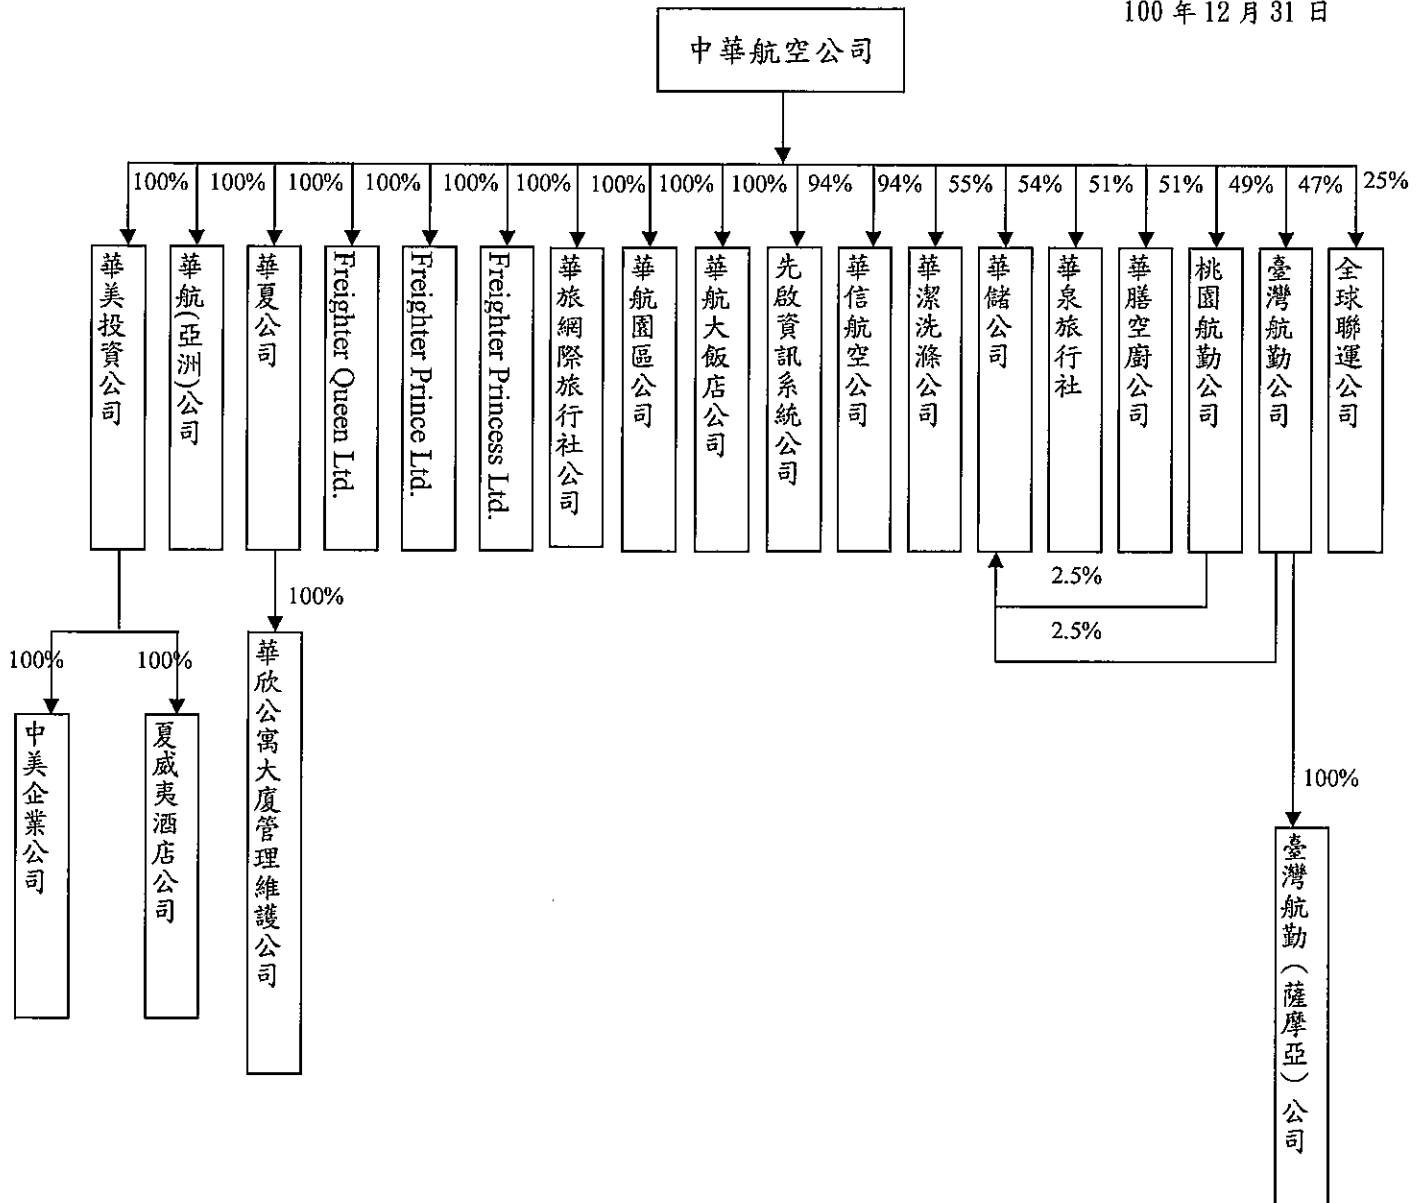 100 年 12 月 31 日
中華航空公司
100%
100%
100%
100%
100%
100%
100%
100%
100%
94%
94%
55%
54%
51%
51%
49%
47%
25%
華美投資公司
華航(亞洲)公司
華夏公司
Freighter Queen Ltd.
Freighter Prince Ltd.
Freighter Princess Ltd.
華旅網際旅行社公司
華航園區公司
華航大飯店公司
先啟資訊系統公司
華信航空公司
華潔洗滌公司
華儲公司
華泉旅行社
華膳空廚公司
桃園航勤公司
臺灣航勤公司
全球聯運公司
2.5%
100%
2.5%
100%
100%
100%
中美企業公司
夏威夷酒店公司
華欣公寓大廈管理維護公司
臺灣航勤(薩摩亞)公司